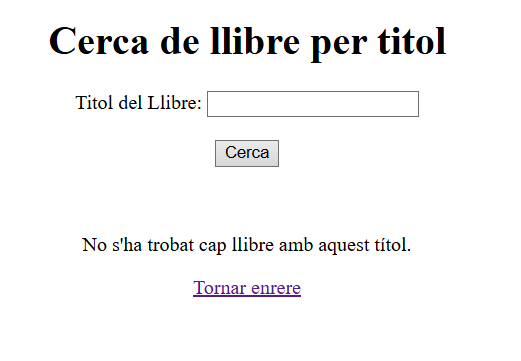 Cerca de llibre per titol
Titol del Llibre:
Cerca
No s'ha trobat cap llibre amb aquest títol.
Tornar enrere